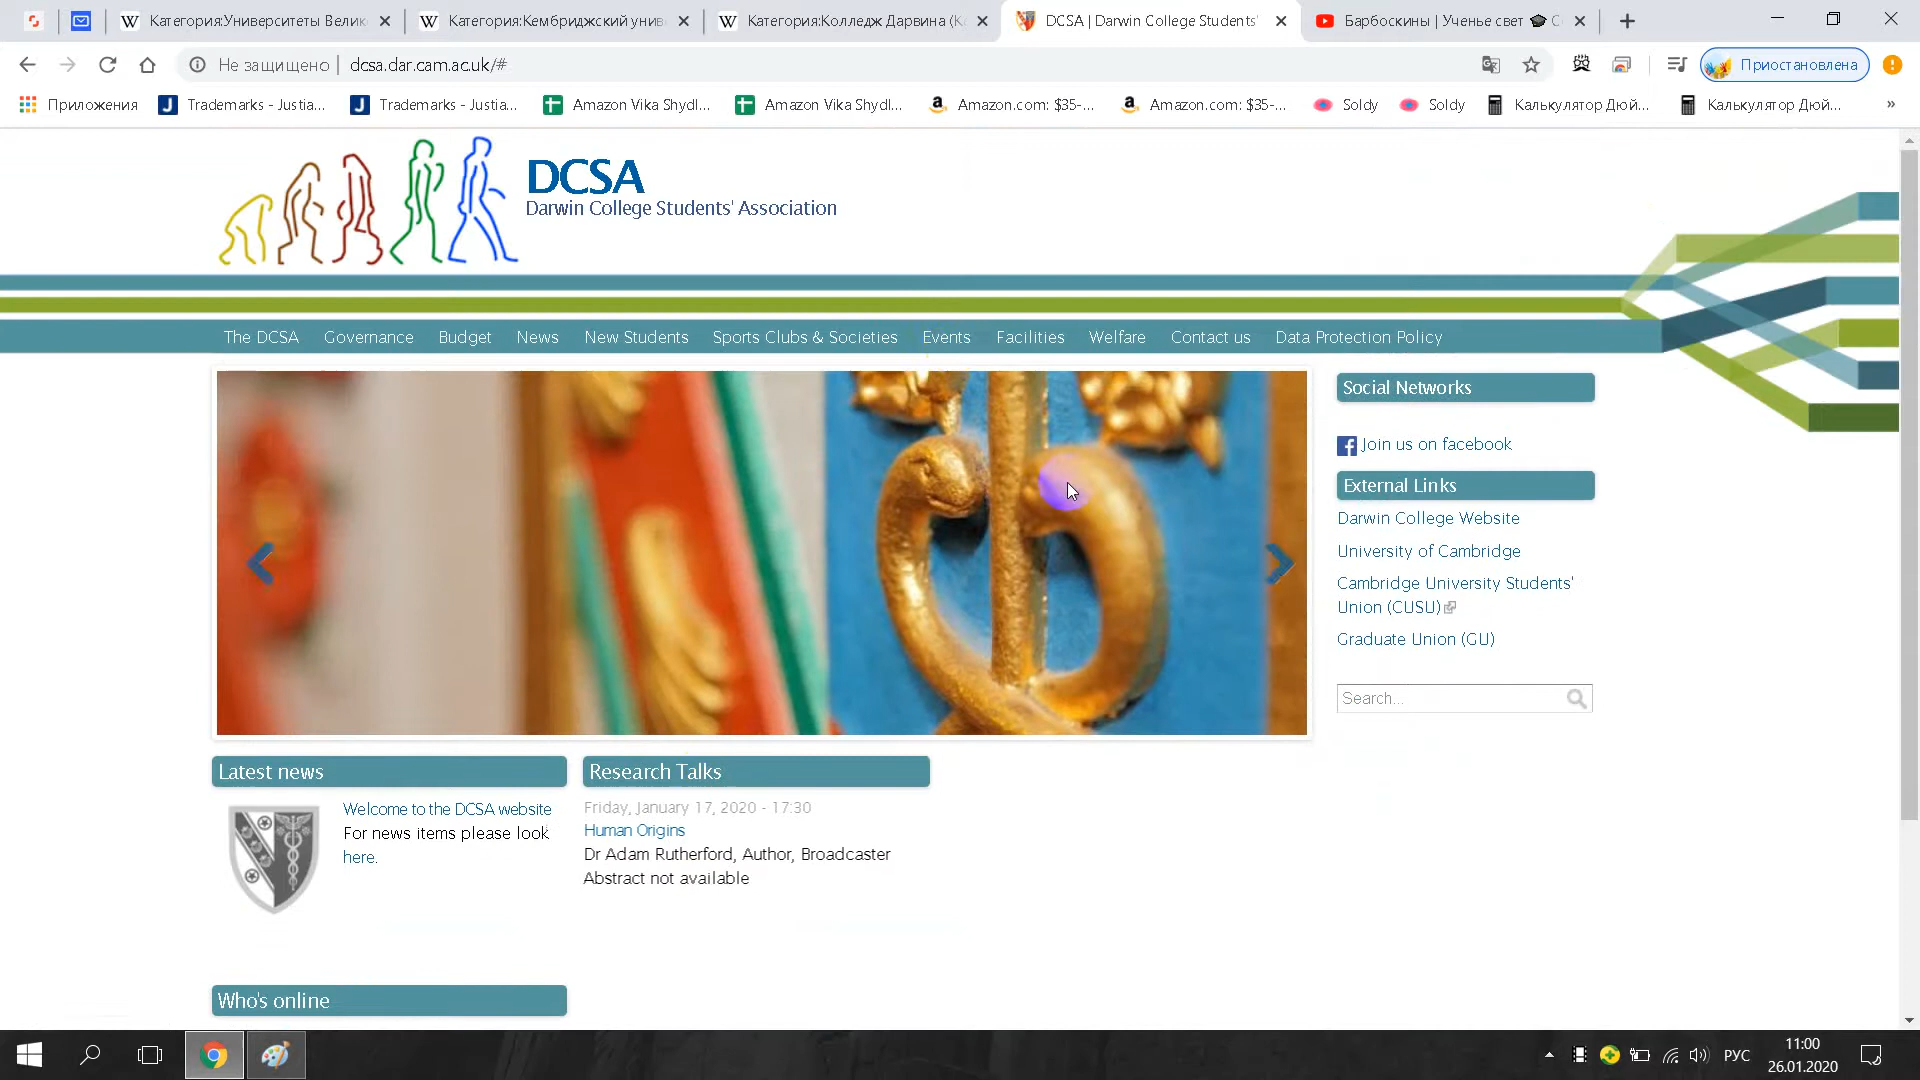 Категория:Университеты Велик
Категория:Кембриджский униве
Категория:Колледж Дарвина (К
DCSA | Darwin College Students'
Барбоскины | Ученье свет 🎓 С
Не защищено | dcsa.dar.cam.ac.uk/#
Приостановлена
Приложения
Trademarks - Justia...
Trademarks - Justia...
Amazon Vika Shydl...
Amazon Vika Shydl...
Amazon.com: $35-...
Amazon.com: $35-...
Soldy
Soldy
Калькулятор Дюй...
Калькулятор Дюй...
»
DCSA
Darwin College Students' Association
The DCSA
Governance
Budget
News
New Students
Sports Clubs & Societies
Events
Facilities
Welfare
Contact us
Data Protection Policy
Social Networks
Join us on facebook
External Links
Darwin College Website
University of Cambridge
Cambridge University Students'
Union (CUSU)
Graduate Union (GU)
Search...
Latest news
Welcome to the DCSA website
For news items please look
here.
Research Talks
Friday, January 17, 2020 - 17:30
Human Origins
Dr Adam Rutherford, Author, Broadcaster
Abstract not available
Who's online
РУС
11:00
26.01.2020